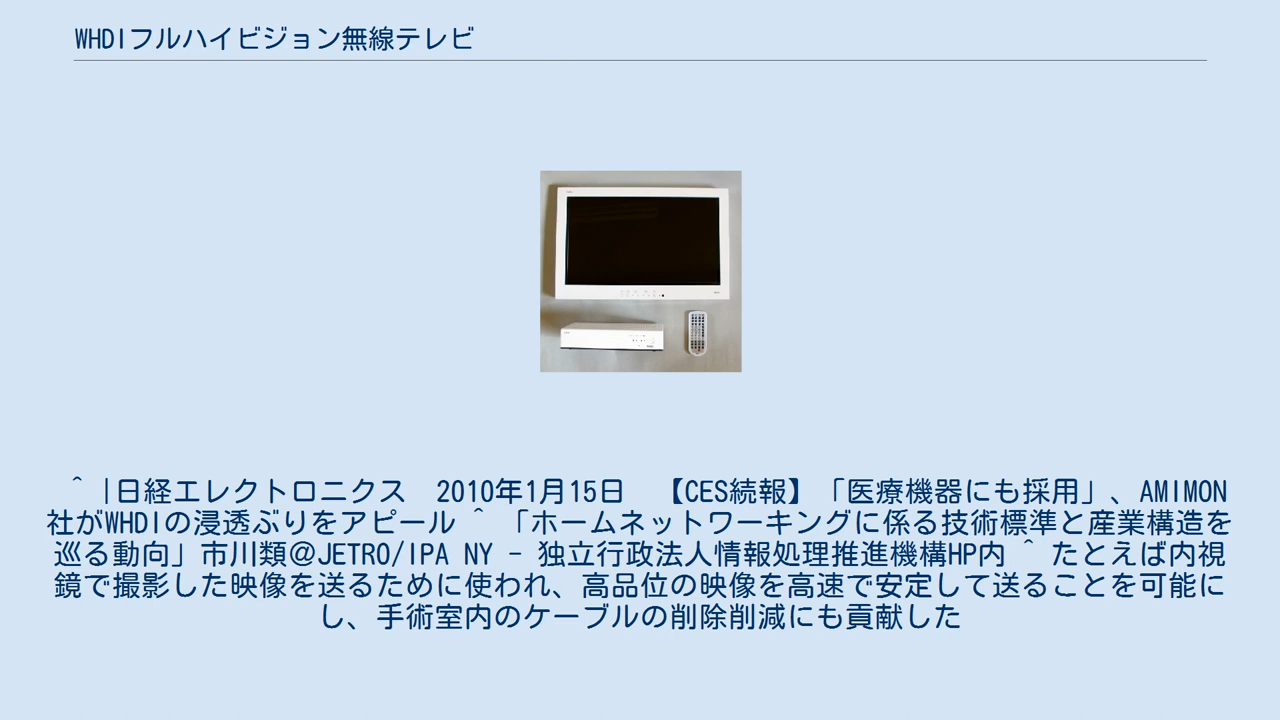 WHDIフルハイビジョン無線テレビ
^ |日経エレクトロニクス　2010年1月15日　【CES続報】「医療機器にも採用」、AMIMON
社がWHDIの浸透ぶりをアピール ^ 「ホームネットワーキングに係る技術標準と産業構造を
巡る動向」市川類＠JETRO/IPA NY − 独立行政法人情報処理推進機構HP内 ^ たとえば内視
鏡で撮影した映像を送るために使われ、高品位の映像を高速で安定して送ることを可能に
し、手術室内のケーブルの削除削減にも貢献した